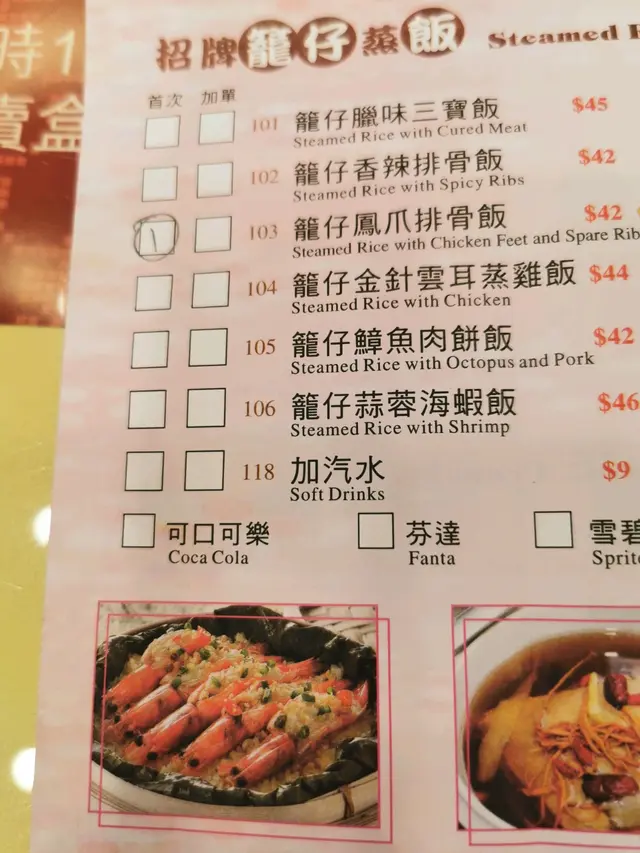 時1
賣盒
招牌籠仔蒸飯 Steamed
首次 加單
101 籠仔臘味三寶飯 $45
Steamed Rice with Cured Meat
102 籠仔香辣排骨飯 $42
Steamed Rice with Spicy Ribs
1 103 籠仔鳳爪排骨飯 $42
Steamed Rice with Chicken Feet and Spare Rib
104 籠仔金針雲耳蒸雞飯 $44
Steamed Rice with Chicken
105 籠仔鱆魚肉餅飯 $42
Steamed Rice with Octopus and Pork
106 籠仔蒜蓉海蝦飯 $46
Steamed Rice with Shrimp
118 加汽水 $9
Soft Drinks
可口可樂 芬達 雪碧
Coca Cola Fanta Sprite